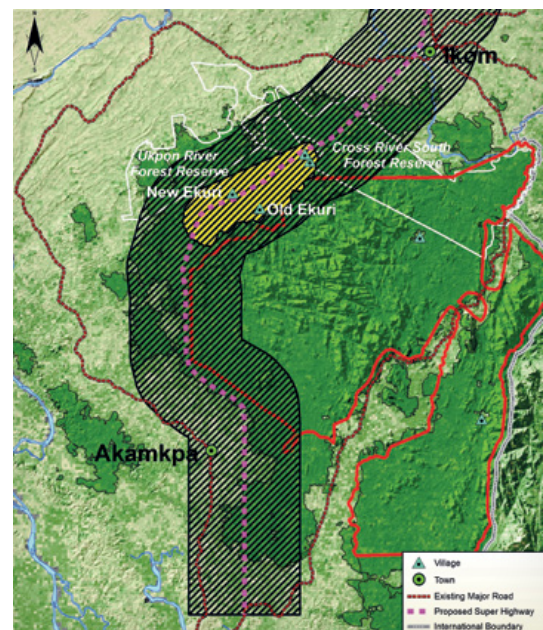 N
S
Ikom
Ukpon River
Forest Reserve
Cross River South
Forest Reserve
New Ekuri
Old Ekuri
Akamkpa
Village
Town
Existing Major Road
Proposed Super Highway
International Boundary